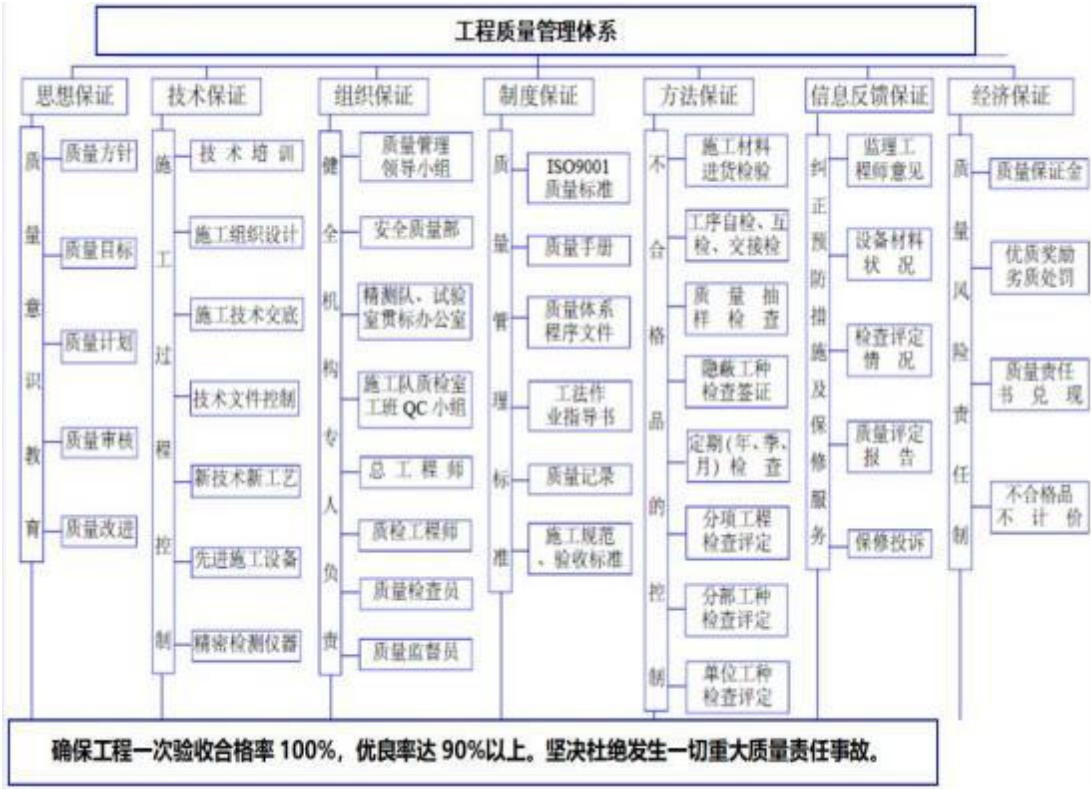 工程质量管理体系
思想保证
质量意识教育
质量方针
质量目标
质量计划
质量审核
质量改进
技术保证
施工过程控制
技术培训
施工组织设计
施工技术交底
技术文件控制
新技术新工艺
先进施工设备
精密检测仪器
组织保证
健全机构专人负责
质量管理
领导小组
安全质量部
精测队、试验
室贯标办公室
施工队质检室
工班 QC 小组
总工程师
质检工程师
质量检查员
质量监督员
制度保证
质量管理标准
ISO9001
质量标准
质量手册
质量体系
程序文件
工法作
业指导书
质量记录
施工规范
、验收标准
方法保证
不合格品的控制
施工材料
进货检验
工序自检、互
检、交接检
质量抽
样检查
隐蔽工种
检查签证
定期(年、季、
月)检查
分项工程
检查评定
分部工种
检查评定
单位工种
检查评定
信息反馈保证
纠正预防措施及保修服务
监理工
程师意见
设备材料
状况
检查评定
情况
质量评定
报告
保修投诉
经济保证
质量风险责任制
质量保证金
优质奖励
劣质处罚
质量责任
书兑现
不合格品
不计价
确保工程一次验收合格率 100%，优良率达 90%以上。坚决杜绝发生一切重大质量责任事故。